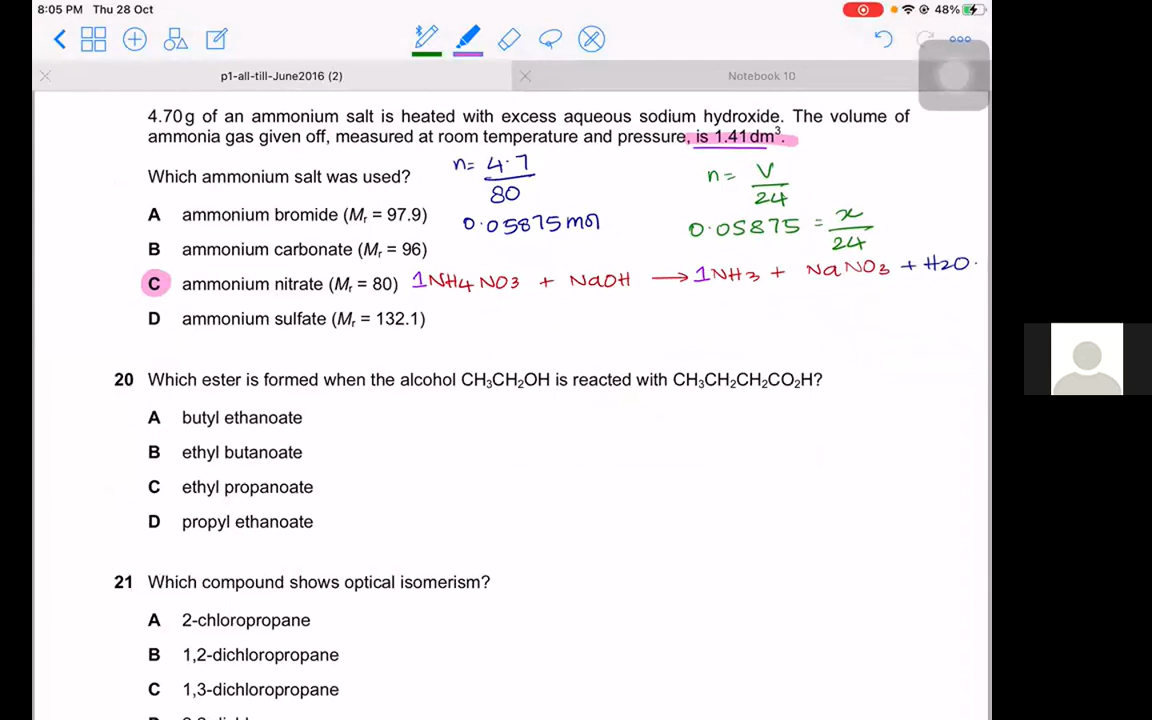 8:05 PM Thu 28 Oct 48%
p1-all-till-June2016 (2) Notebook 10
4.70 g of an ammonium salt is heated with excess aqueous sodium hydroxide. The volume of
ammonia gas given off, measured at room temperature and pressure, is 1.41 dm³.
n= 4.7/80
n= V/24
Which ammonium salt was used?
A ammonium bromide (Mr = 97.9) 0.05875 mol
0.05875 = x/24
B ammonium carbonate (Mr = 96)
C ammonium nitrate (Mr = 80) 1NH4NO3 + NaOH → 1NH3 + NaNO3 + H2O.
D ammonium sulfate (Mr = 132.1)
20 Which ester is formed when the alcohol CH₃CH₂OH is reacted with CH₃CH₂CH₂CO₂H?
A butyl ethanoate
B ethyl butanoate
C ethyl propanoate
D propyl ethanoate
21 Which compound shows optical isomerism?
A 2-chloropropane
B 1,2-dichloropropane
C 1,3-dichloropropane